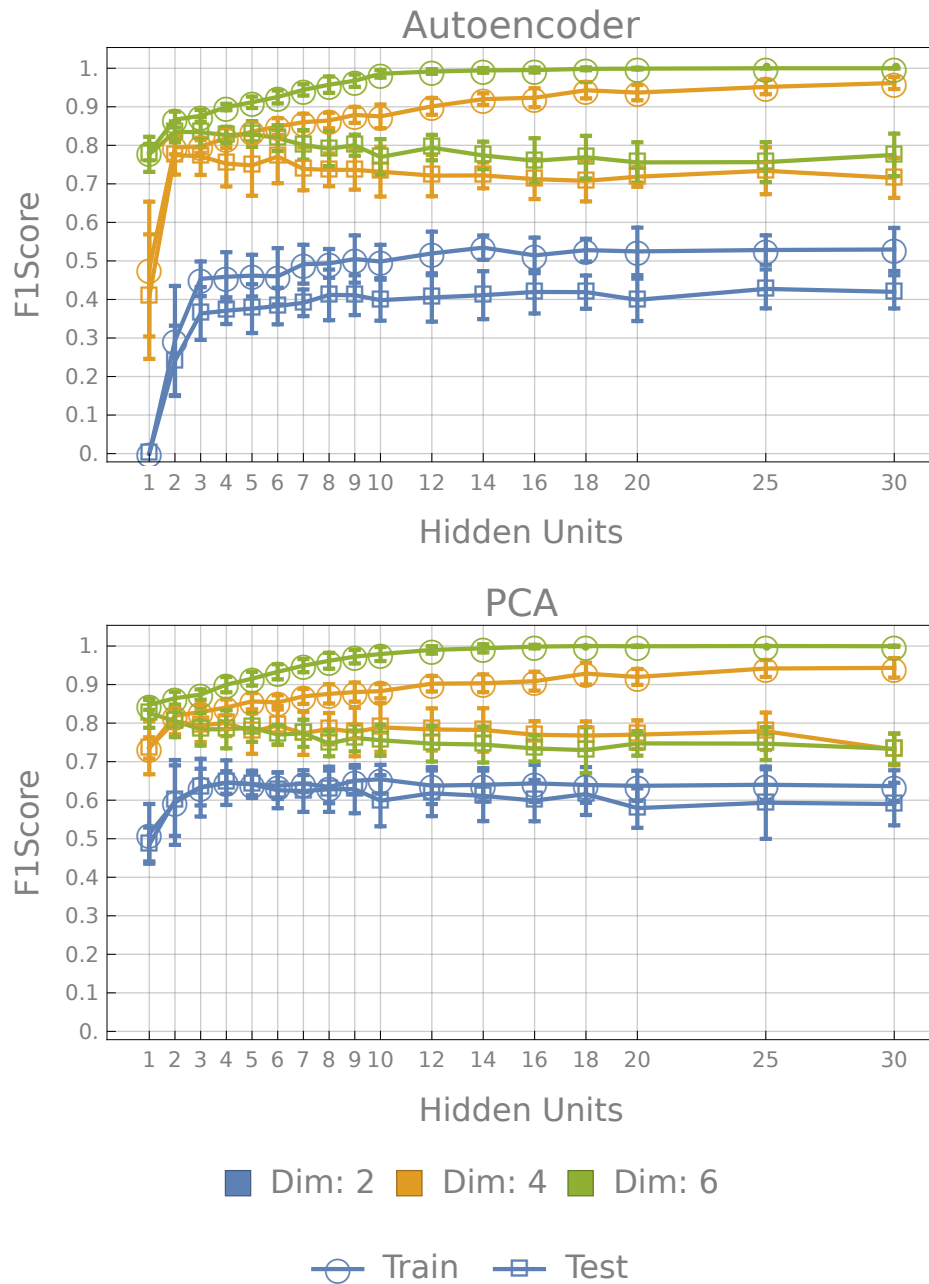 Autoencoder
1.
0.9
0.8
0.7
0.6
0.5
0.4
0.3
0.2
0.1
0.
F1Score
1 2 3 4 5 6 7 8 9 10 12 14 16 18 20 25 30
Hidden Units
PCA
1.
0.9
0.8
0.7
0.6
0.5
0.4
0.3
0.2
0.1
0.
F1Score
1 2 3 4 5 6 7 8 9 10 12 14 16 18 20 25 30
Hidden Units
Dim: 2 Dim: 4 Dim: 6
Train Test